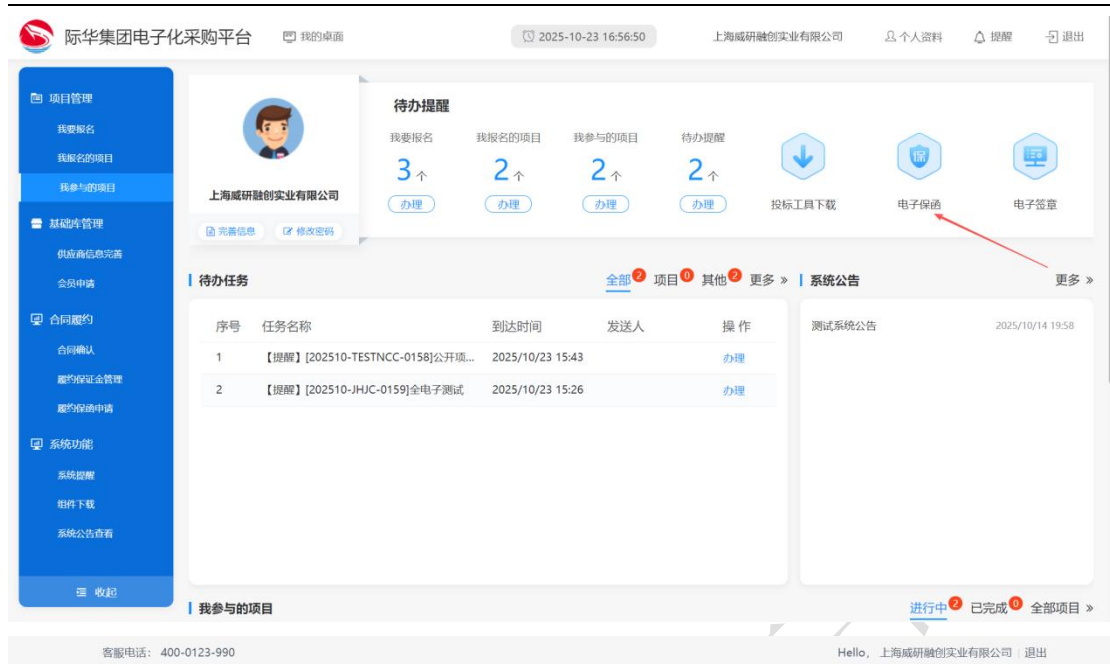 际华集团电子化采购平台 我的桌面 2025-10-23 16:56:50 上海威研融创实业有限公司 个人资料 提醒 退出
项目管理
我要报名
我报名的项目
我参与的项目
基础库管理
供应商信息完善
会员申请
合同履约
合同确认
履约保证金管理
履约保函申请
系统功能
系统提醒
组件下载
系统公告查看
收起
上海威研融创实业有限公司
完善信息 修改密码
待办提醒
我要报名 我报名的项目 我参与的项目 待办提醒
3个 2个 2个 2个
办理 办理 办理 办理
保
投标工具下载 电子保函 电子签章
待办任务 全部 2 项目 0 其他 2 更多 »
序号 任务名称 到达时间 发送人 操作
1 【提醒】[202510-TESTNCC-0158]公开项... 2025/10/23 15:43 办理
2 【提醒】[202510-JHJC-0159]全电子测试 2025/10/23 15:26 办理
系统公告 更多 »
测试系统公告 2025/10/14 19:58
我参与的项目 进行中 2 已完成 0 全部项目 »
客服电话: 400-0123-990 Hello, 上海威研融创实业有限公司 | 退出